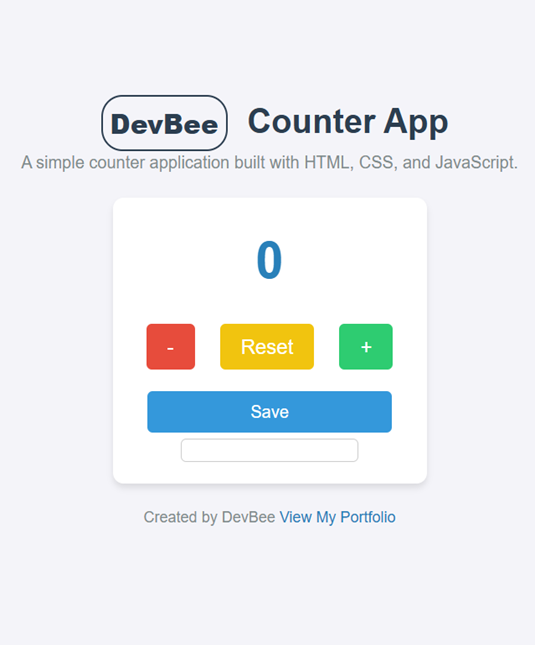 DevBee Counter App
A simple counter application built with HTML, CSS, and JavaScript.
0
- Reset +
Save
Created by DevBee View My Portfolio